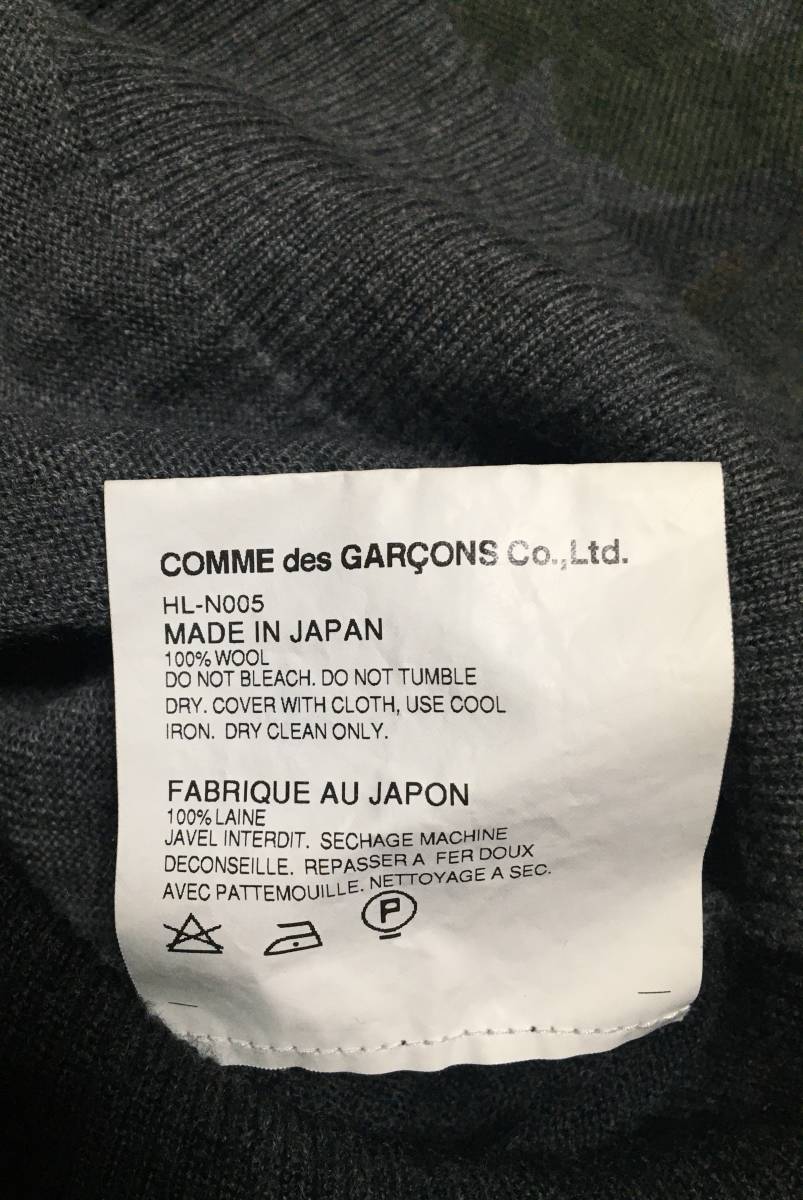 COMME des GARÇONS Co.,Ltd.
HL-N005
MADE IN JAPAN
100% WOOL
DO NOT BLEACH. DO NOT TUMBLE
DRY. COVER WITH CLOTH, USE COOL
IRON. DRY CLEAN ONLY.
FABRIQUE AU JAPON
100% LAINE
JAVEL INTERDIT. SECHAGE MACHINE
DECONSEILLE. REPASSER A FER DOUX
AVEC PATTEMOUILLE. NETTOYAGE A SEC.
P